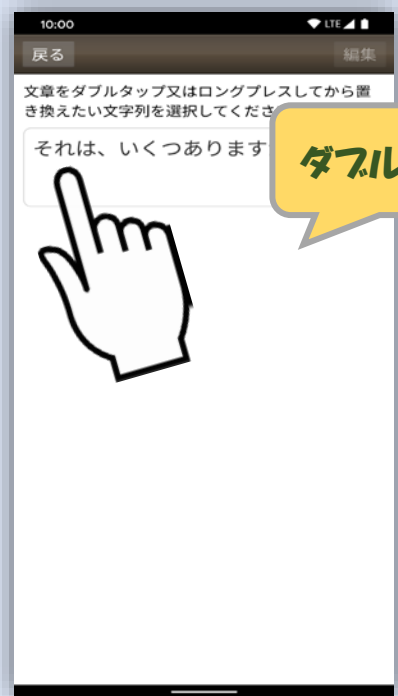 10:00 LTE
戻る 編集
文章をダブルタップ又はロングプレスしてから置
き換えたい文字列を選択してくださ
それは、いくつあります
ダブル